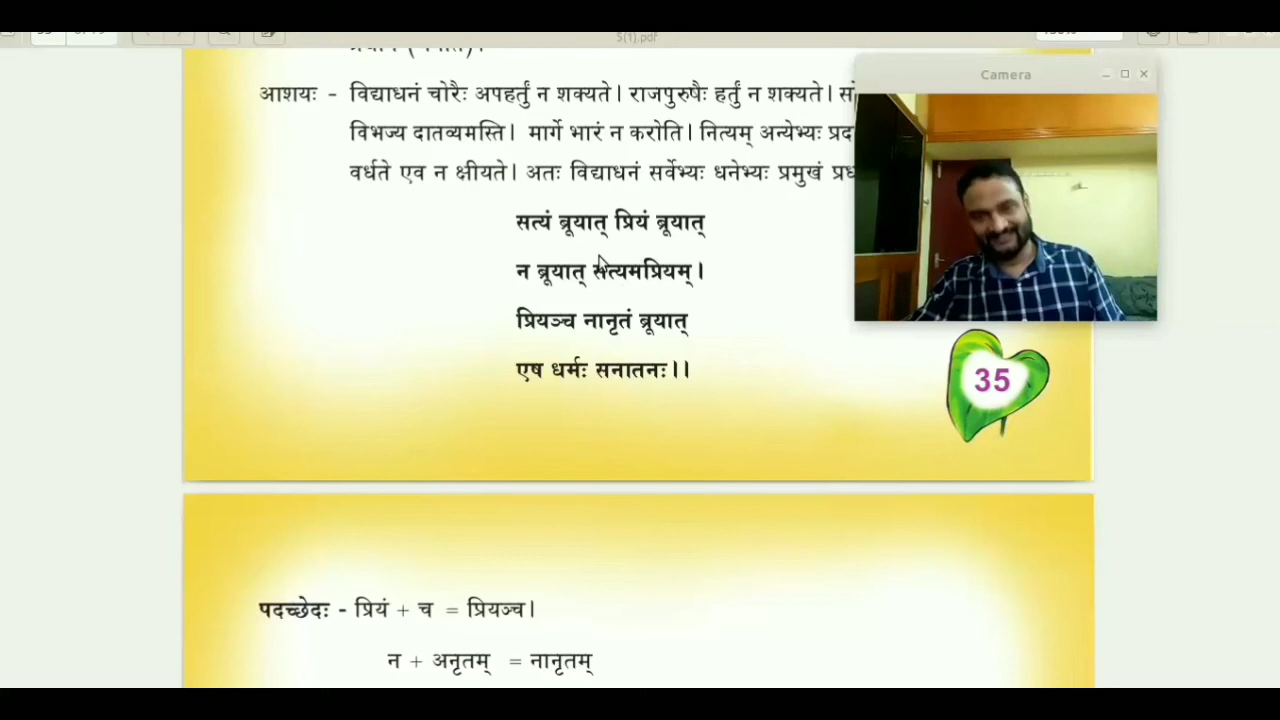 S(1).pdf
Camera
आशयः - विद्याधनं चोरैः अपहर्तुं न शक्यते। राजपुरुषैः हर्तुं न शक्यते।
विभज्य दातव्यमस्ति। मार्गे भारं न करोति। नित्यम् अन्येभ्यः
वर्धते एव न क्षीयते। अतः विद्याधनं सर्वेभ्यः धनेभ्यः प्रमुखं
सत्यं ब्रूयात् प्रियं ब्रूयात्
न ब्रूयात् सत्यमप्रियम्।
प्रियञ्च नानृतं ब्रूयात्
एष धर्मः सनातनः।।
35
पदच्छेदः - प्रियं + च = प्रियञ्च।
न + अनृतम् = नानृतम्